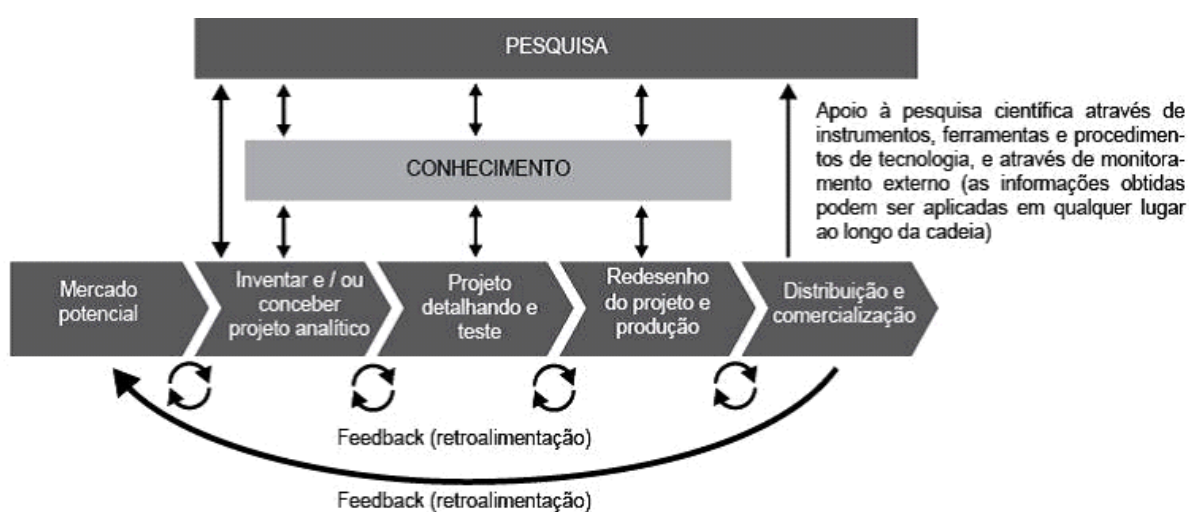 PESQUISA
CONHECIMENTO
Apoio à pesquisa científica através de
instrumentos, ferramentas e procedimen-
tos de tecnologia, e através de monitora-
mento externo (as informações obtidas
podem ser aplicadas em qualquer lugar
ao longo da cadeia)
Mercado
potencial
Inventar e / ou
conceber
projeto analítico
Projeto
detalhando e
teste
Redesenho
do projeto e
produção
Distribuição e
comercialização
Feedback (retroalimentação)
Feedback (retroalimentação)